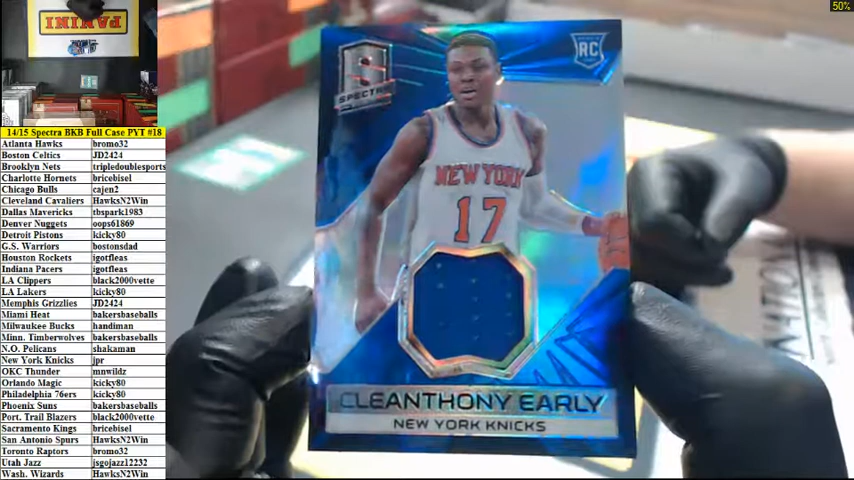 50%
PANINI
14/15 Spectra BKB Full Case PYT #18
Atlanta Hawks bromo32
Boston Celtics JD2424
Brooklyn Nets tripledoublesports
Charlotte Hornets bricebisel
Chicago Bulls cajen2
Cleveland Cavaliers HawksN2Win
Dallas Mavericks tbspark1983
Denver Nuggets oops61869
Detroit Pistons kicky80
G.S. Warriors bostonsdad
Houston Rockets igotfleas
Indiana Pacers igotfleas
LA Clippers black2000vette
LA Lakers kicky80
Memphis Grizzlies JD2424
Miami Heat bakersbaseballs
Milwaukee Bucks handiman
Minn. Timberwolves bakersbaseballs
N.O. Pelicans shakaman
New York Knicks jpr
OKC Thunder mnwildz
Orlando Magic kicky80
Philadelphia 76ers kicky80
Phoenix Suns bakersbaseballs
Port. Trail Blazers black2000vette
Sacramento Kings bricebisel
San Antonio Spurs HawksN2Win
Toronto Raptors bromo32
Utah Jazz jsgojazz12232
Wash. Wizards HawksN2Win
S
SPECTRA
RC
NEW YORK
17
CLEANTHONY EARLY
NEW YORK KNICKS